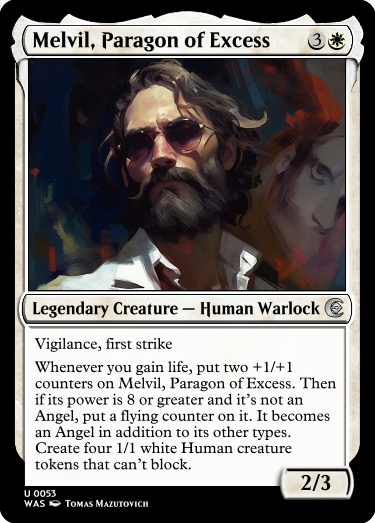 Melvil, Paragon of Excess 3
Legendary Creature — Human Warlock
Vigilance, first strike
Whenever you gain life, put two +1/+1
counters on Melvil, Paragon of Excess. Then
if its power is 8 or greater and it's not an
Angel, put a flying counter on it. It becomes
an Angel in addition to its other types.
Create four 1/1 white Human creature
tokens that can't block.
2/3
U 0053
WAS Tomas Mazutovich